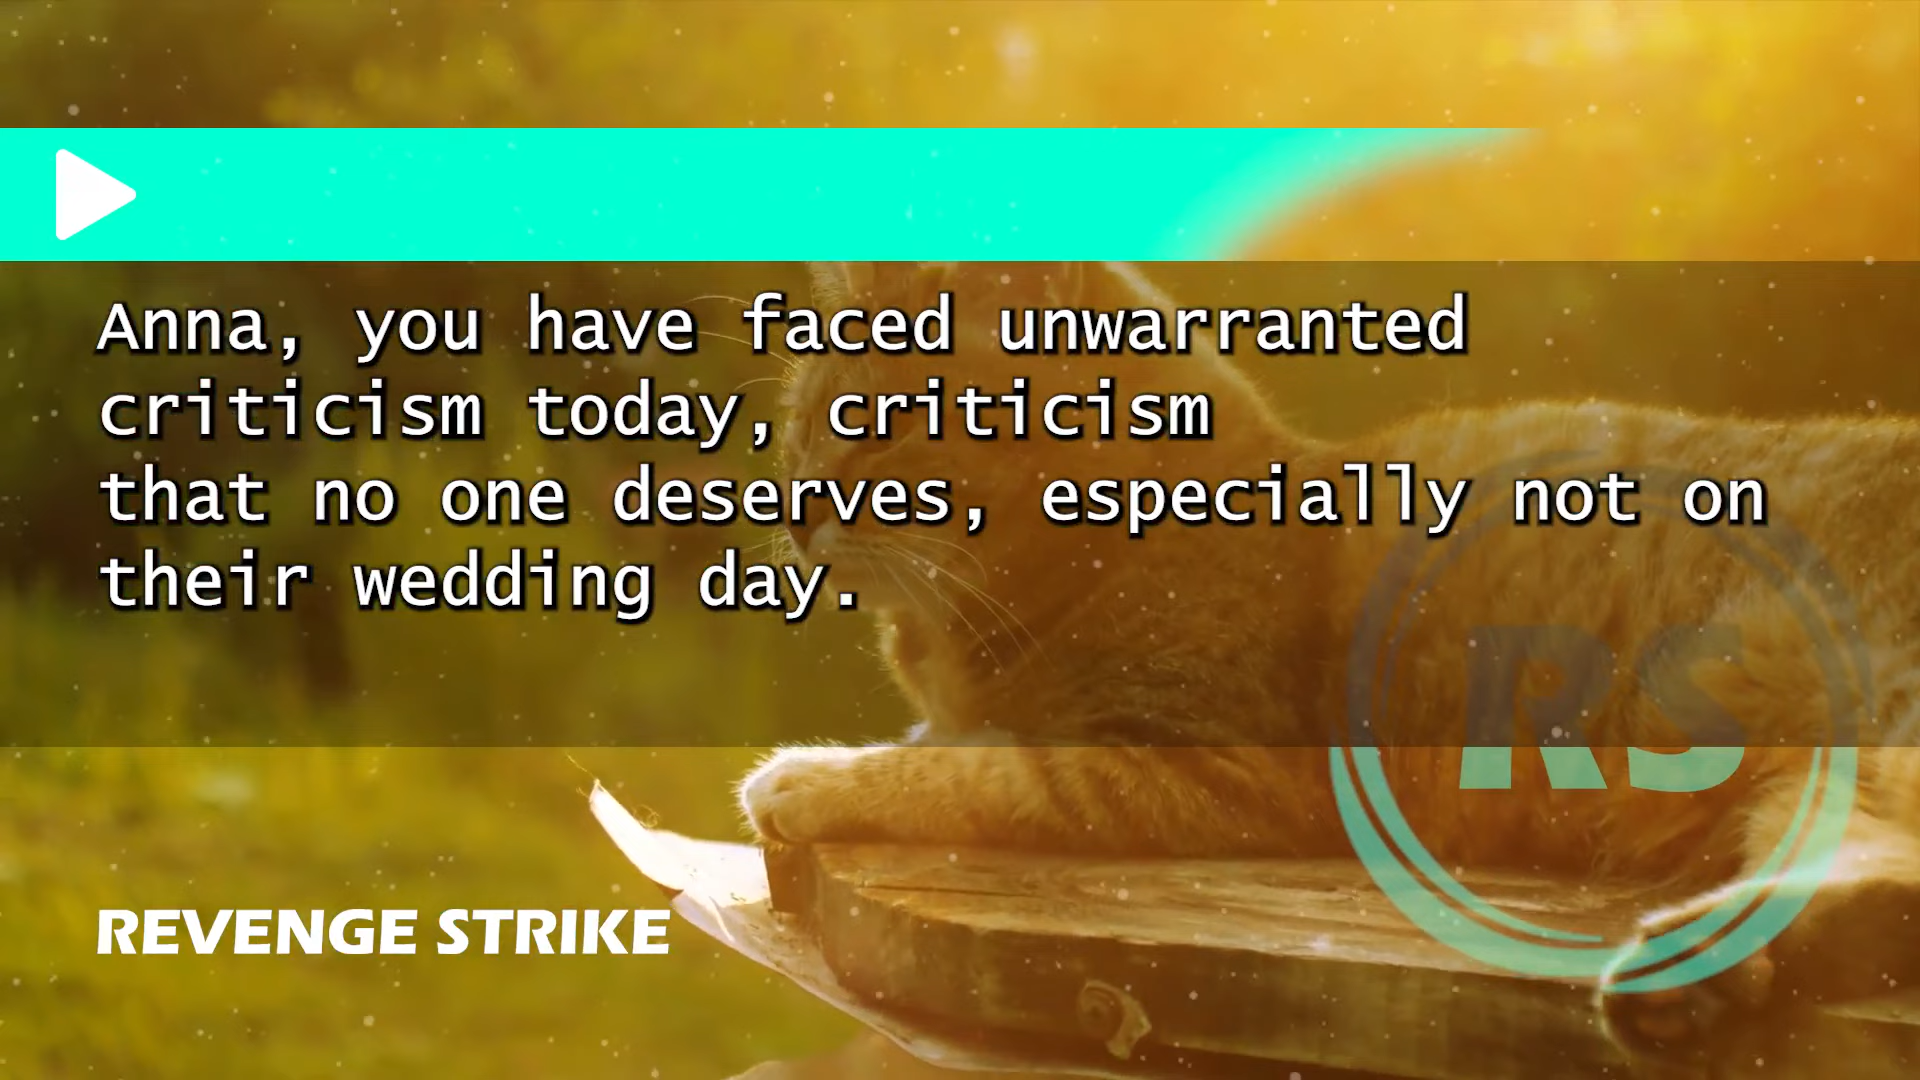 Anna, you have faced unwarranted
criticism today, criticism
that no one deserves, especially not on
their wedding day.
RS
REVENGE STRIKE